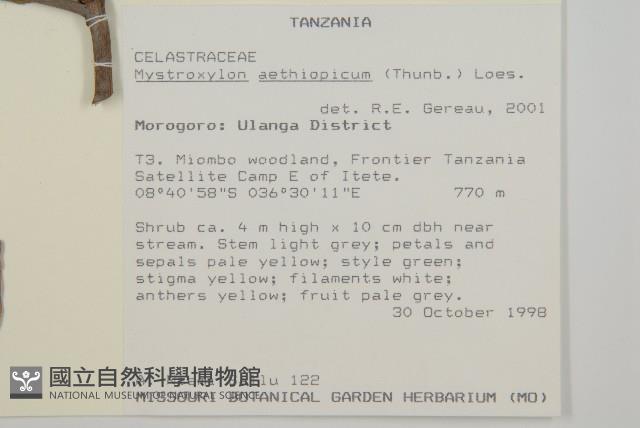 TANZANIA
CELASTRACEAE
Mystroxylon aethiopicum (Thunb.) Loes.
det. R.E. Gereau, 2001
Morogoro: Ulanga District
T3. Miombo woodland, Frontier Tanzania
Satellite Camp E of Itete.
08°40'58"S 036°30'11"E 770 m
Shrub ca. 4 m high x 10 cm dbh near
stream. Stem light grey; petals and
sepals pale yellow; style green;
stigma yellow; filaments white;
anthers yellow; fruit pale grey.
30 October 1998
122
國立自然科學博物館
NATIONAL MUSEUM OF NATURAL SCIENCE
MISSOURI BOTANICAL GARDEN HERBARIUM (MO)